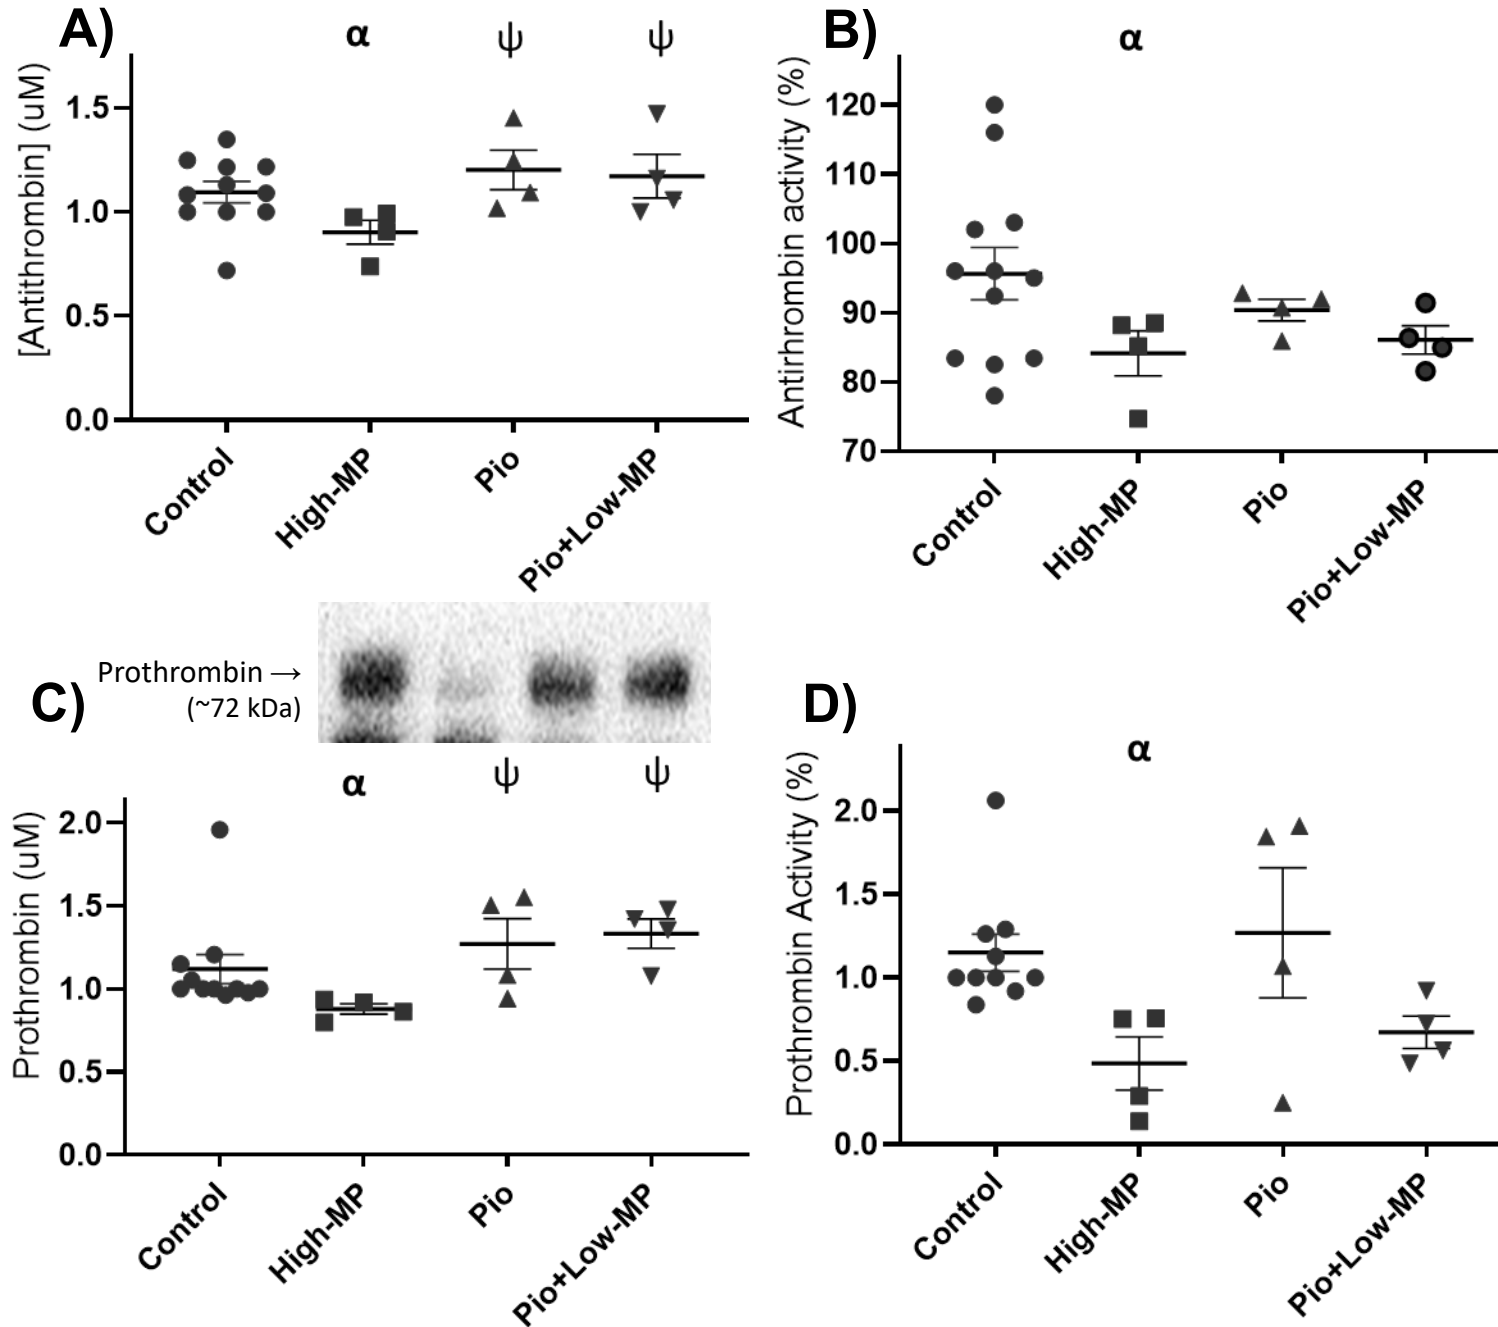 A)
α ψ ψ
[Antithrombin] (uM)
1.5
1.0
0.5
0.0
Control
High-MP
Pio
Pio+Low-MP
B)
α
Antirhrombin activity (%)
120
110
100
90
80
70
Control
High-MP
Pio
Pio+Low-MP
C)
Prothrombin →
(~72 kDa)
α ψ ψ
Prothrombin (uM)
2.0
1.5
1.0
0.5
0.0
Control
High-MP
Pio
Pio+Low-MP
D)
α
Prothrombin Activity (%)
2.0
1.5
1.0
0.5
0.0
Control
High-MP
Pio
Pio+Low-MP